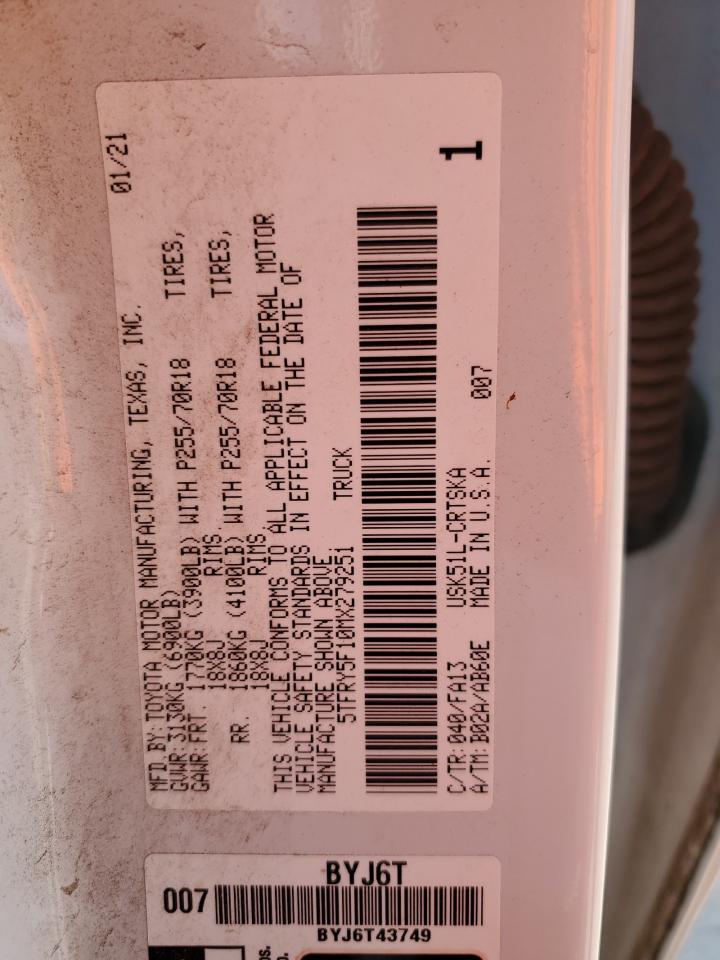 01/21
MFD. BY: TOYOTA MOTOR MANUFACTURING, TEXAS, INC.
GVWR: 3130KG (6900LB)
GAWR: FRT. 1770KG (3900LB) WITH P255/70R18 TIRES,
18X8J RIMS,
RR. 1860KG (4100LB) WITH P255/70R18 TIRES,
18X8J RIMS,
THIS VEHICLE CONFORMS TO ALL APPLICABLE FEDERAL MOTOR
VEHICLE SAFETY STANDARDS IN EFFECT ON THE DATE OF
MANUFACTURE SHOWN ABOVE.
5TFRY5F10MX279251 TRUCK
1
C/TR: 040/FA13 USK51L-CRTSKA 007
A/TM: B02A/AB60E MADE IN U.S.A.
BYJ6T
007
BYJ6T43749